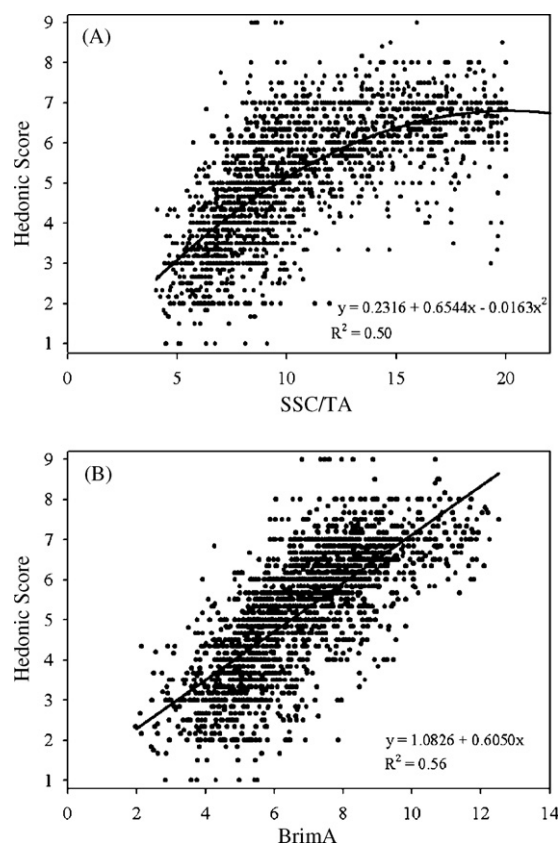 (A)
9
8
7
6
5
4
3
2
1
Hedonic Score
y = 0.2316 + 0.6544x - 0.0163x²
R² = 0.50
0 5 10 15 20
SSC/TA
(B)
9
8
7
6
5
4
3
2
1
Hedonic Score
y = 1.0826 + 0.6050x
R² = 0.56
0 2 4 6 8 10 12 14
BrimA